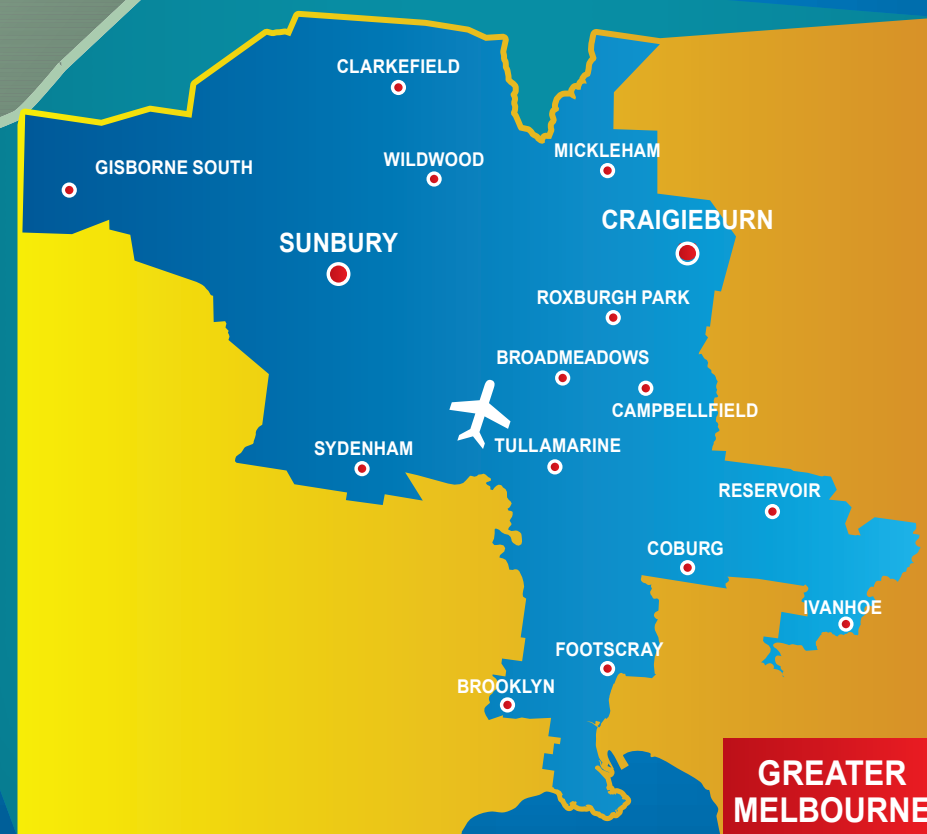 CLARKEFIELD
MICKLEHAM
WILDWOOD
GISBORNE SOUTH
CRAIGIEBURN
SUNBURY
ROXBURGH PARK
BROADMEADOWS
CAMPBELLFIELD
TULLAMARINE
SYDENHAM
RESERVOIR
COBURG
IVANHOE
FOOTSCRAY
BROOKLYN
GREATER
MELBOURNE